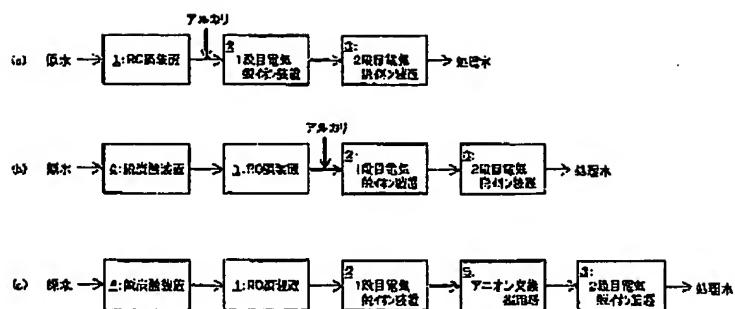 アルカリ
(a) 原水 1:RO膜装置 2: 1段目電気脱イオン装置 3: 2段目電気脱イオン装置 処理水
アルカリ
(b) 原水 4:脱炭酸装置 1:RO膜装置 2: 1段目電気脱イオン装置 3: 2段目電気脱イオン装置 処理水
(c) 原水 4:脱炭酸装置 1:RO膜装置 2 1段目電気脱イオン装置 5: アニオン交換 3: 2段目電気脱イオン装置 処理水